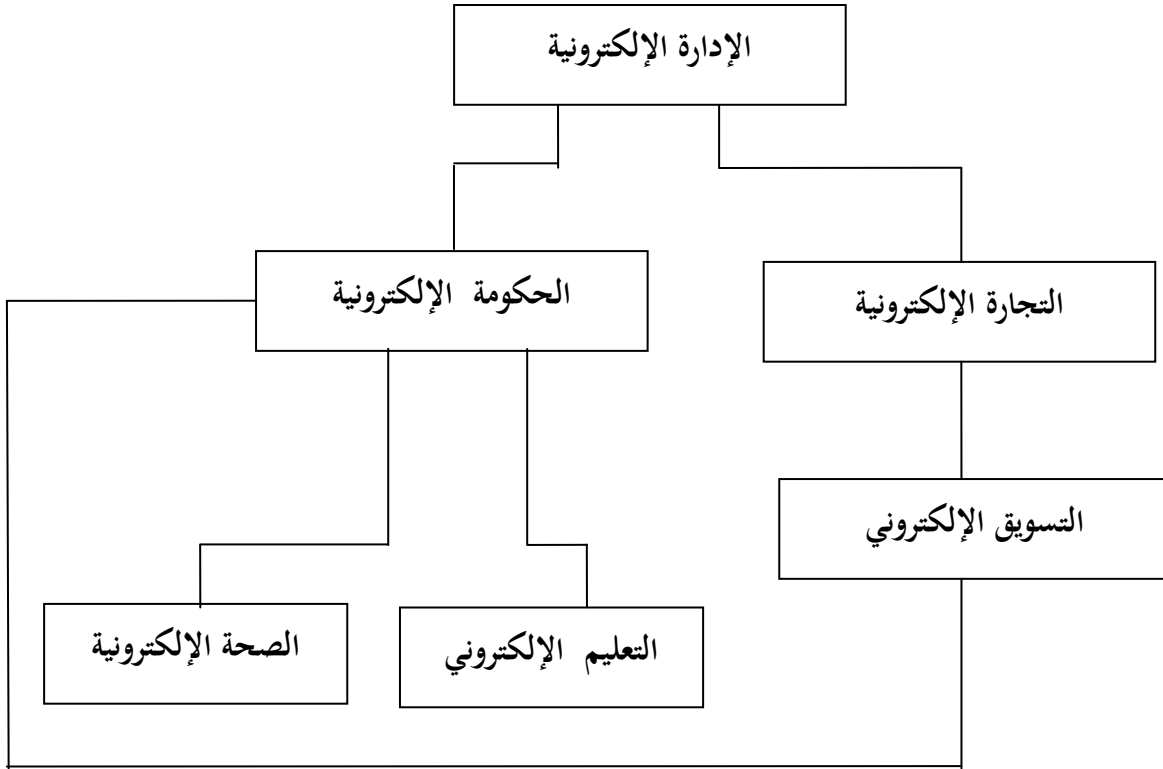 الإدارة الإلكترونية
التجارة الإلكترونية
الحكومة الإلكترونية
التسويق الإلكتروني
التعليم الإلكتروني
الصحة الإلكترونية